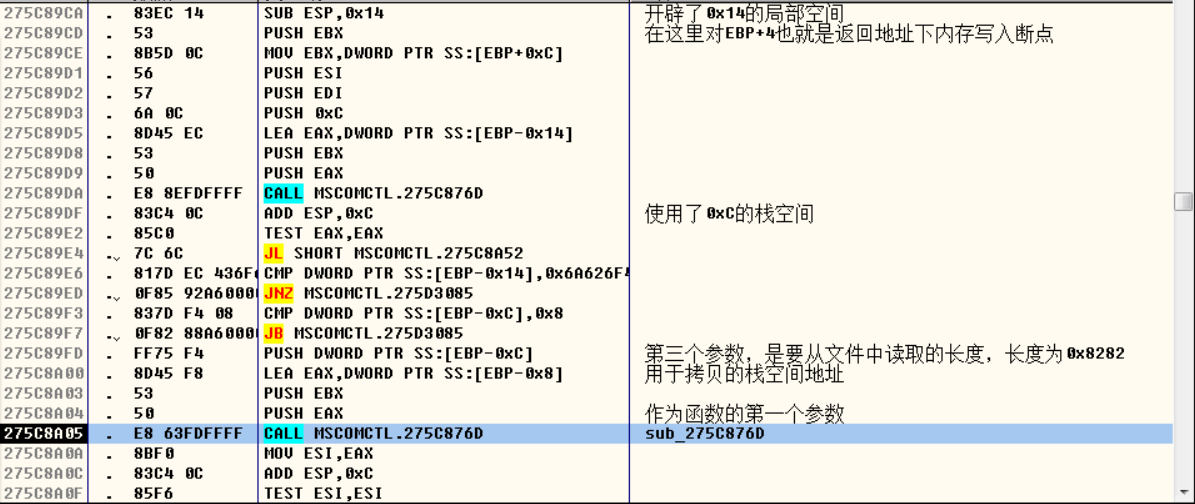 275C89CA . 83EC 14 SUB ESP,0x14 开辟了0x14的局部空间
275C89CD . 53 PUSH EBX 在这里对EBP+4也就是返回地址下内存写入断点
275C89CE . 8B5D 0C MOV EBX,DWORD PTR SS:[EBP+0xC]
275C89D1 . 56 PUSH ESI
275C89D2 . 57 PUSH EDI
275C89D3 . 6A 0C PUSH 0xC
275C89D5 . 8D45 EC LEA EAX,DWORD PTR SS:[EBP-0x14]
275C89D8 . 53 PUSH EBX
275C89D9 . 50 PUSH EAX
275C89DA . E8 8EFDFFFF CALL MSCOMCTL.275C876D
275C89DF . 83C4 0C ADD ESP,0xC 使用了0xC的栈空间
275C89E2 . 85C0 TEST EAX,EAX
275C89E4 .⌄ 7C 6C JL SHORT MSCOMCTL.275C8A52
275C89E6 . 817D EC 436F CMP DWORD PTR SS:[EBP-0x14],0x6A626F4
275C89ED .⌄ 0F85 92A6000 JNZ MSCOMCTL.275D3085
275C89F3 . 837D F4 08 CMP DWORD PTR SS:[EBP-0xC],0x8
275C89F7 .⌄ 0F82 88A6000 JB MSCOMCTL.275D3085
275C89FD . FF75 F4 PUSH DWORD PTR SS:[EBP-0xC] 第三个参数，是要从文件中读取的长度，长度为0x8282
275C8A00 . 8D45 F8 LEA EAX,DWORD PTR SS:[EBP-0x8] 用于拷贝的栈空间地址
275C8A03 . 53 PUSH EBX
275C8A04 . 50 PUSH EAX 作为函数的第一个参数
275C8A05 . E8 63FDFFFF CALL MSCOMCTL.275C876D sub_275C876D
275C8A0A . 8BF0 MOV ESI,EAX
275C8A0C . 83C4 0C ADD ESP,0xC
275C8A0F . 85F6 TEST ESI,ESI